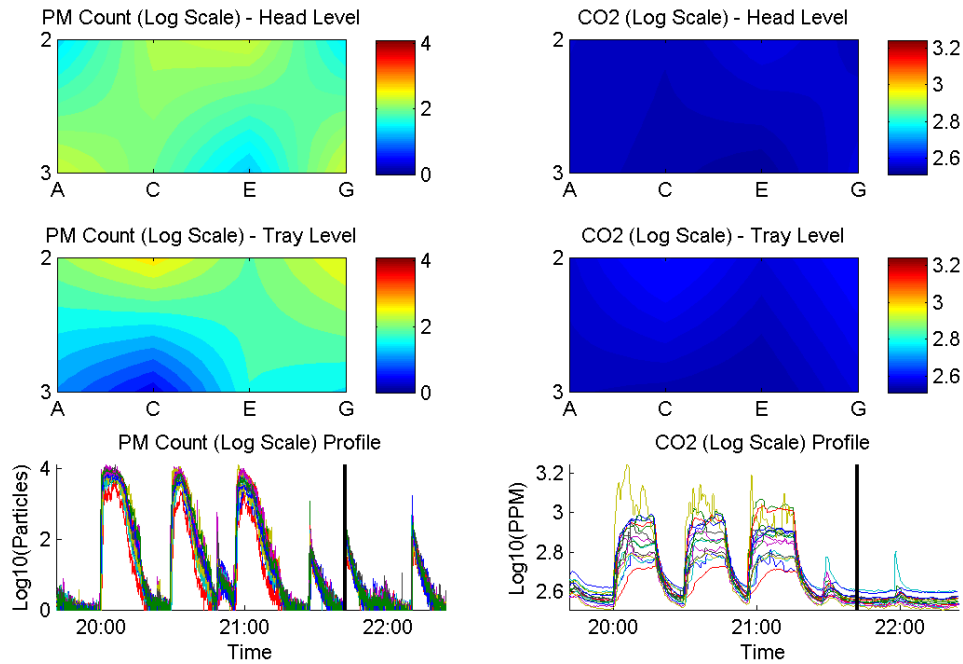 PM Count (Log Scale) - Head Level
2
3
A C E G
4
2
0
CO2 (Log Scale) - Head Level
2
3
A C E G
3.2
3
2.8
2.6
PM Count (Log Scale) - Tray Level
2
3
A C E G
4
2
0
CO2 (Log Scale) - Tray Level
2
3
A C E G
3.2
3
2.8
2.6
PM Count (Log Scale) Profile
Log10(Particles)
4
2
0
20:00 21:00 22:00
Time
CO2 (Log Scale) Profile
Log10(PPM)
3.2
3
2.8
2.6
20:00 21:00 22:00
Time